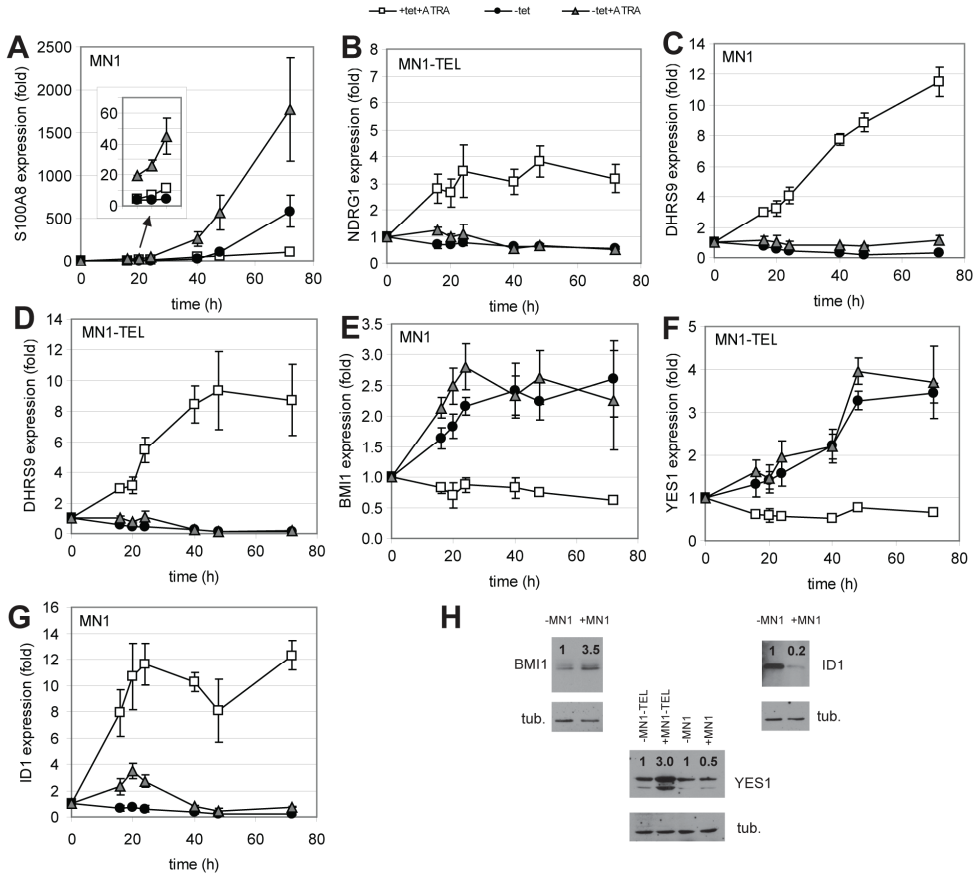 +tet+ATRA -tet -tet+ATRA
A
MN1
S100A8 expression (fold)
2500
2000
1500
1000
500
0
60
40
20
0
0 20 40 60 80
time (h)
B
MN1-TEL
NDRG1 expression (fold)
8
7
6
5
4
3
2
1
0
0 20 40 60 80
time (h)
C
MN1
DHRS9 expression (fold)
14
12
10
8
6
4
2
0
0 20 40 60 80
time (h)
D
MN1-TEL
DHRS9 expression (fold)
14
12
10
8
6
4
2
0
0 20 40 60 80
time (h)
E
MN1
BMI1 expression (fold)
3.5
3.0
2.5
2.0
1.5
1.0
0.5
0.0
0 20 40 60 80
time (h)
F
MN1-TEL
YES1 expression (fold)
5
4
3
2
1
0
0 20 40 60 80
time (h)
G
MN1
ID1 expression (fold)
16
14
12
10
8
6
4
2
0
0 20 40 60 80
time (h)
H
-MN1 +MN1
1 3.5
BMI1
tub.
-MN1-TEL
+MN1-TEL
-MN1
+MN1
1 3.0 1 0.5
YES1
tub.
-MN1 +MN1
1 0.2
ID1
tub.